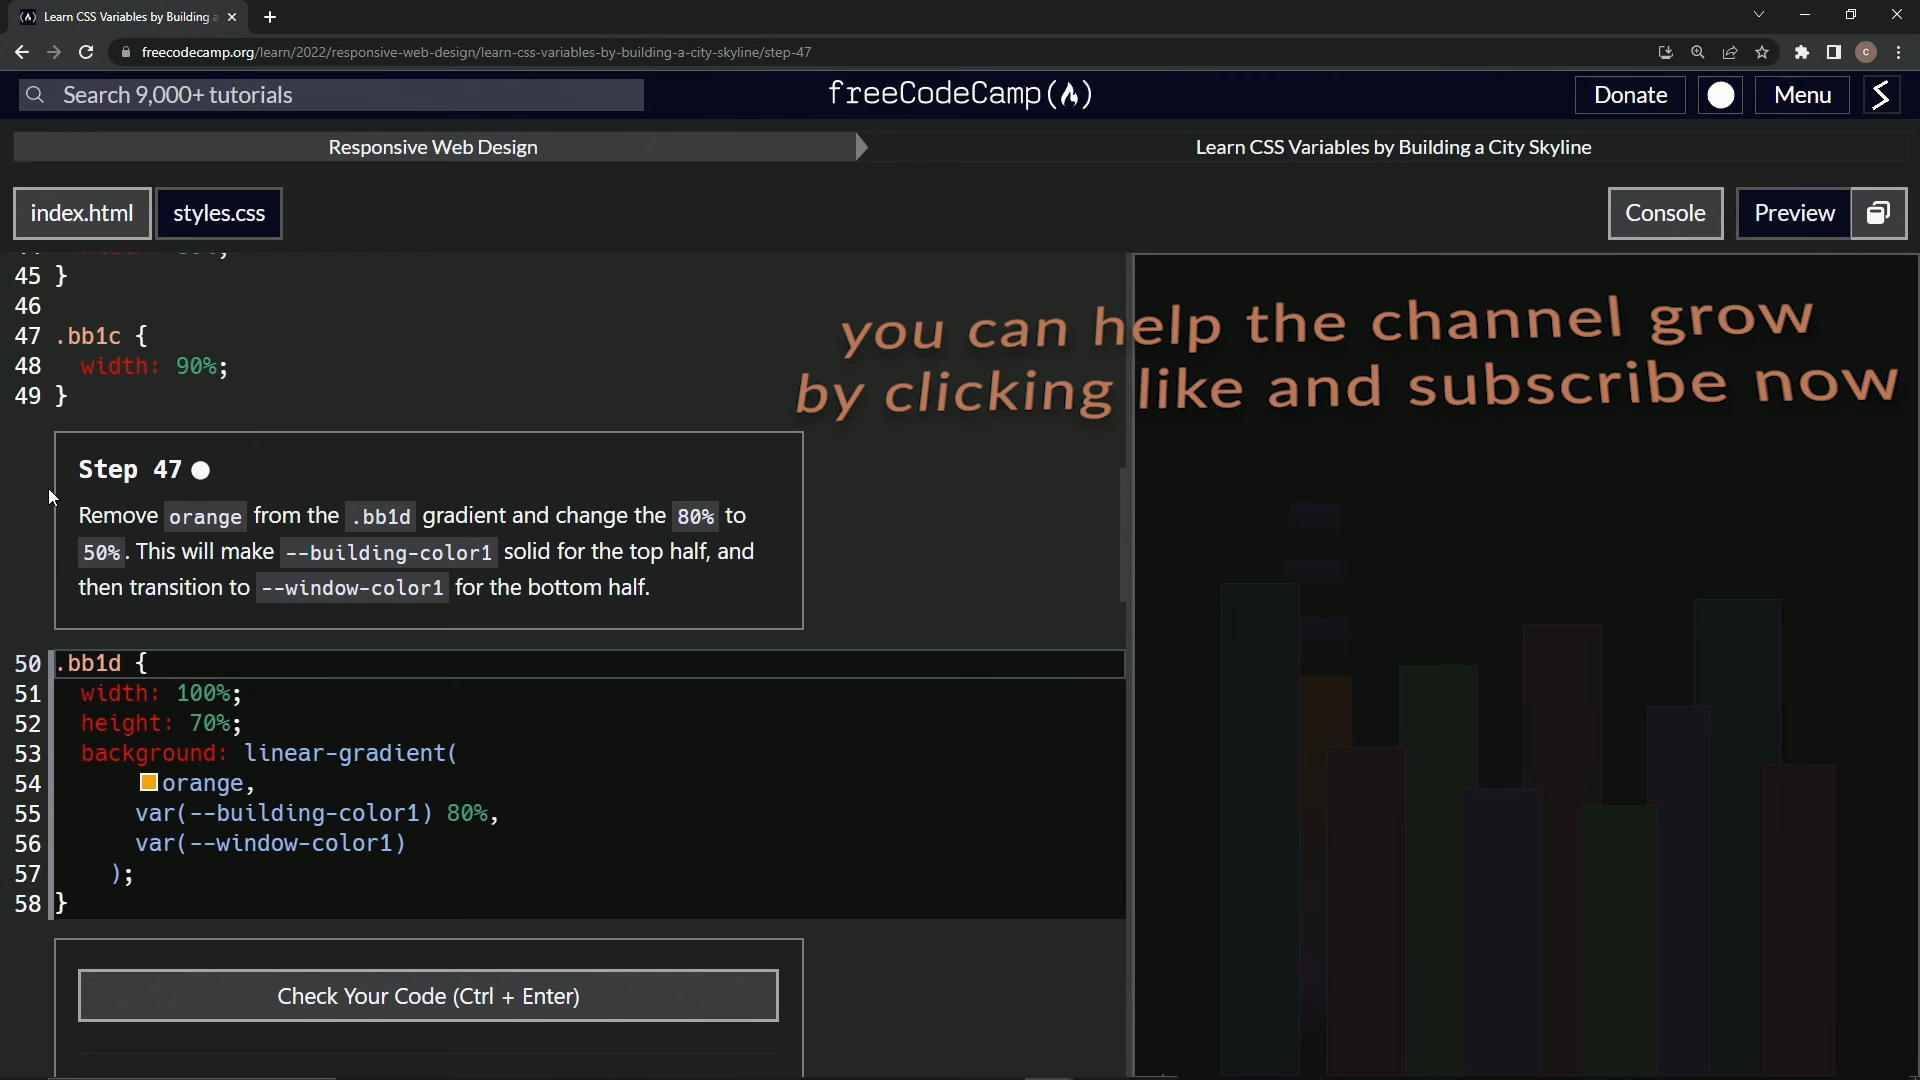 Learn CSS Variables by Building a
freecodecamp.org/learn/2022/responsive-web-design/learn-css-variables-by-building-a-city-skyline/step-47
C
Search 9,000+ tutorials
freeCodeCamp
Donate
Menu
Responsive Web Design
Learn CSS Variables by Building a City Skyline
index.html
styles.css
Console
Preview
45 }
46
47 .bb1c {
48 width: 90%;
49 }
you can help the channel grow
by clicking like and subscribe now
Step 47
Remove orange from the .bb1d gradient and change the 80% to
50%. This will make --building-color1 solid for the top half, and
then transition to --window-color1 for the bottom half.
50 .bb1d {
51 width: 100%;
52 height: 70%;
53 background: linear-gradient(
54 orange,
55 var(--building-color1) 80%,
56 var(--window-color1)
57 );
58 }
Check Your Code (Ctrl + Enter)